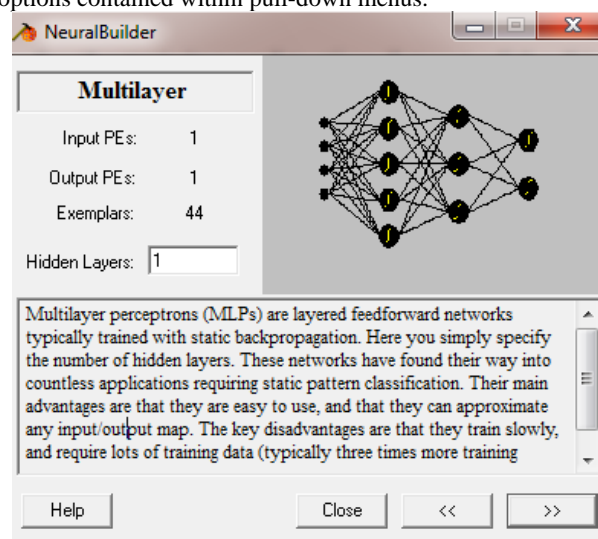 options contained within pull-down menus.
NeuralBuilder
Multilayer
Input PEs: 1
Output PEs: 1
Exemplars: 44
Hidden Layers: 1
Multilayer perceptrons (MLPs) are layered feedforward networks
typically trained with static backpropagation. Here you simply specify
the number of hidden layers. These networks have found their way into
countless applications requiring static pattern classification. Their main
advantages are that they are easy to use, and that they can approximate
any input/output map. The key disadvantages are that they train slowly,
and require lots of training data (typically three times more training
Help
Close
<<
>>